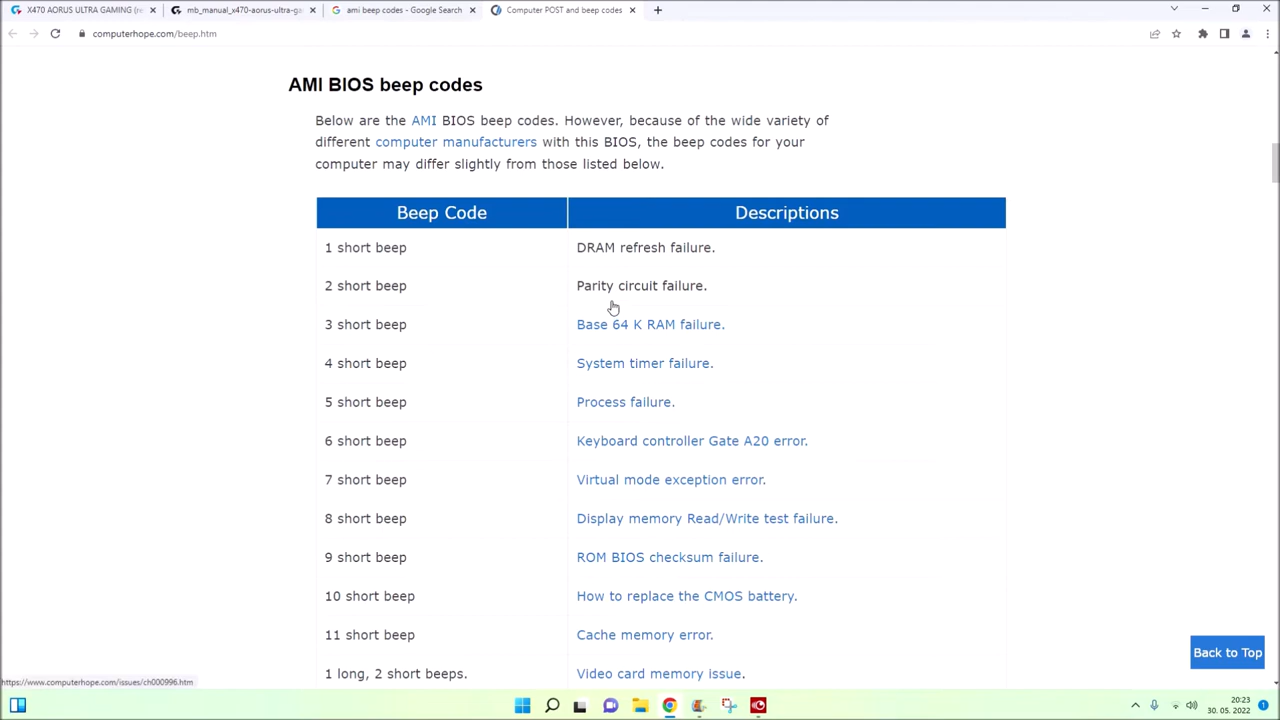 X470 AORUS ULTRA GAMING (re
mb_manual_x470-aorus-ultra-ga
ami beep codes - Google Search
Computer POST and beep codes
computerhope.com/beep.htm
AMI BIOS beep codes
Below are the AMI BIOS beep codes. However, because of the wide variety of
different computer manufacturers with this BIOS, the beep codes for your
computer may differ slightly from those listed below.
Beep Code Descriptions
1 short beep DRAM refresh failure.
2 short beep Parity circuit failure.
3 short beep Base 64 K RAM failure.
4 short beep System timer failure.
5 short beep Process failure.
6 short beep Keyboard controller Gate A20 error.
7 short beep Virtual mode exception error.
8 short beep Display memory Read/Write test failure.
9 short beep ROM BIOS checksum failure.
10 short beep How to replace the CMOS battery.
11 short beep Cache memory error.
1 long, 2 short beeps. Video card memory issue.
Back to Top
https://www.computerhope.com/issues/ch000996.htm
20:23
30. 05. 2022
1